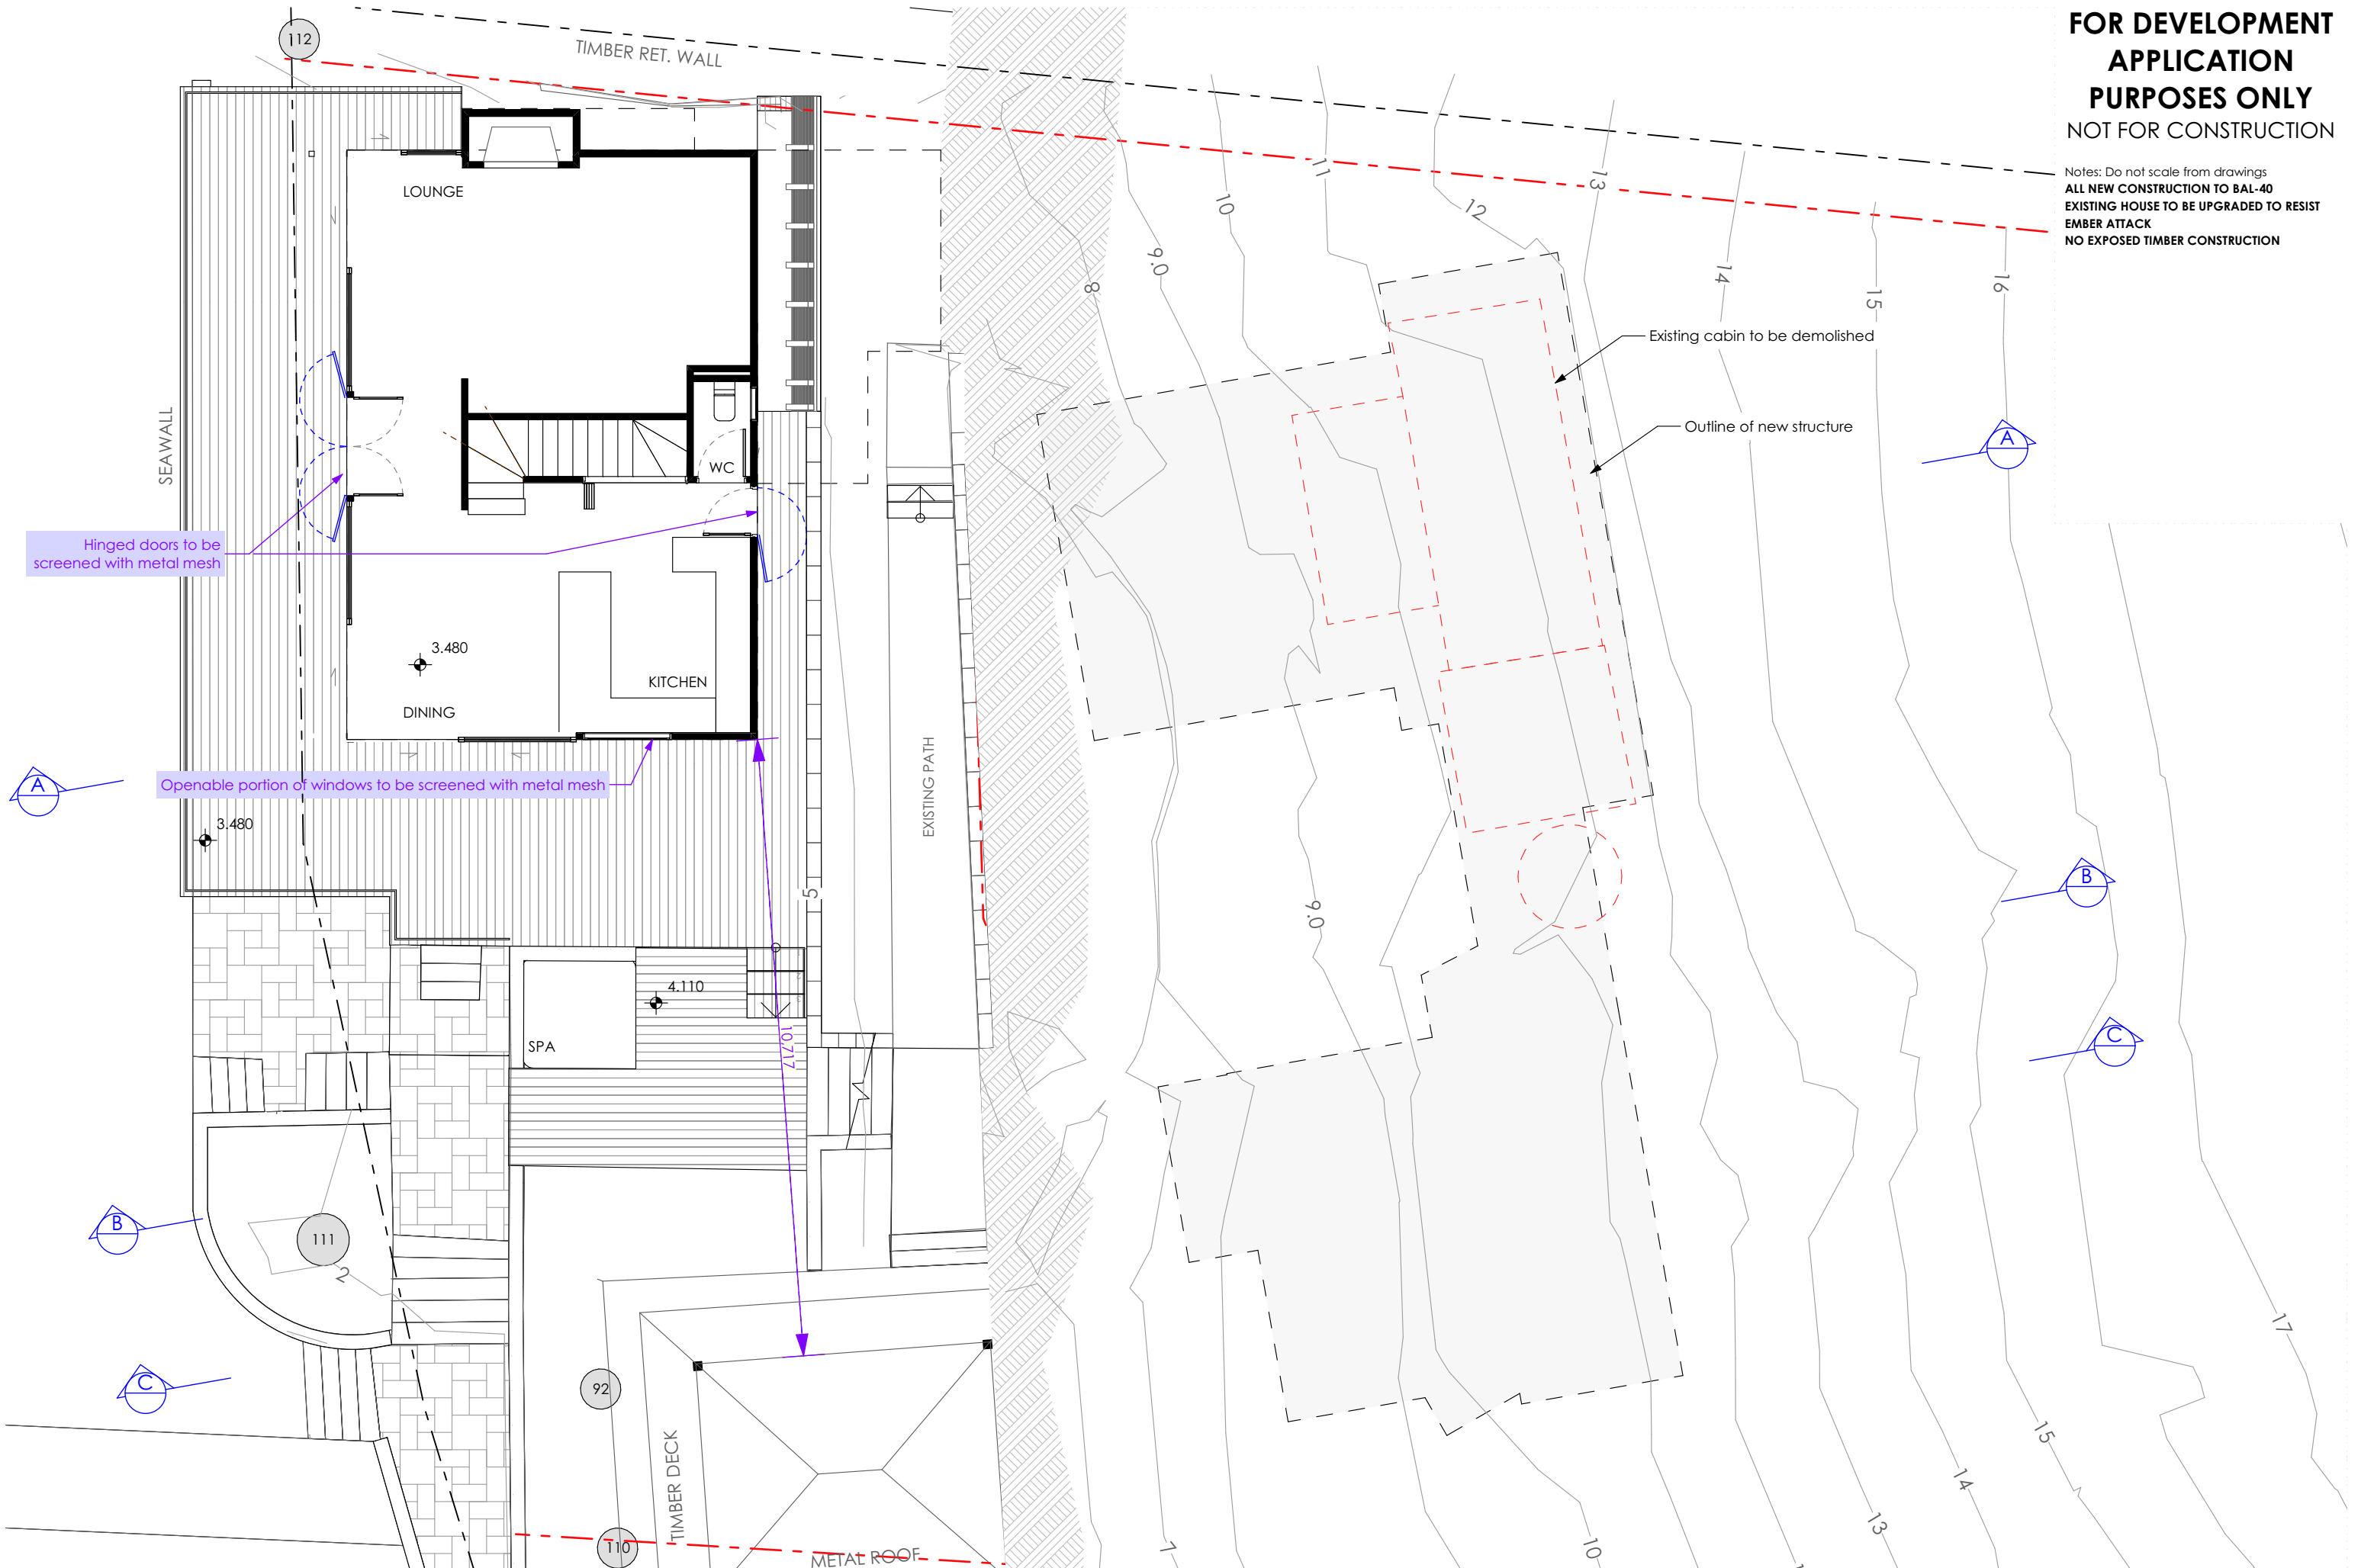 FOR DEVELOPMENT
APPLICATION
PURPOSES ONLY
NOT FOR CONSTRUCTION
Notes: Do not scale from drawings
ALL NEW CONSTRUCTION TO BAL-40
EXISTING HOUSE TO BE UPGRADED TO RESIST
EMBER ATTACK
NO EXPOSED TIMBER CONSTRUCTION
112
TIMBER RET. WALL
LOUNGE
SEAWALL
WC
Hinged doors to be
screened with metal mesh
3.480
KITCHEN
DINING
Openable portion of windows to be screened with metal mesh
3.480
EXISTING PATH
5
4.110
SPA
10.717
111
2
92
TIMBER DECK
110
METAL ROOF
8
9.0
10
11
12
13
14
15
16
Existing cabin to be demolished
Outline of new structure
9.0
A
A
B
B
C
C
7
10
13
14
15
17